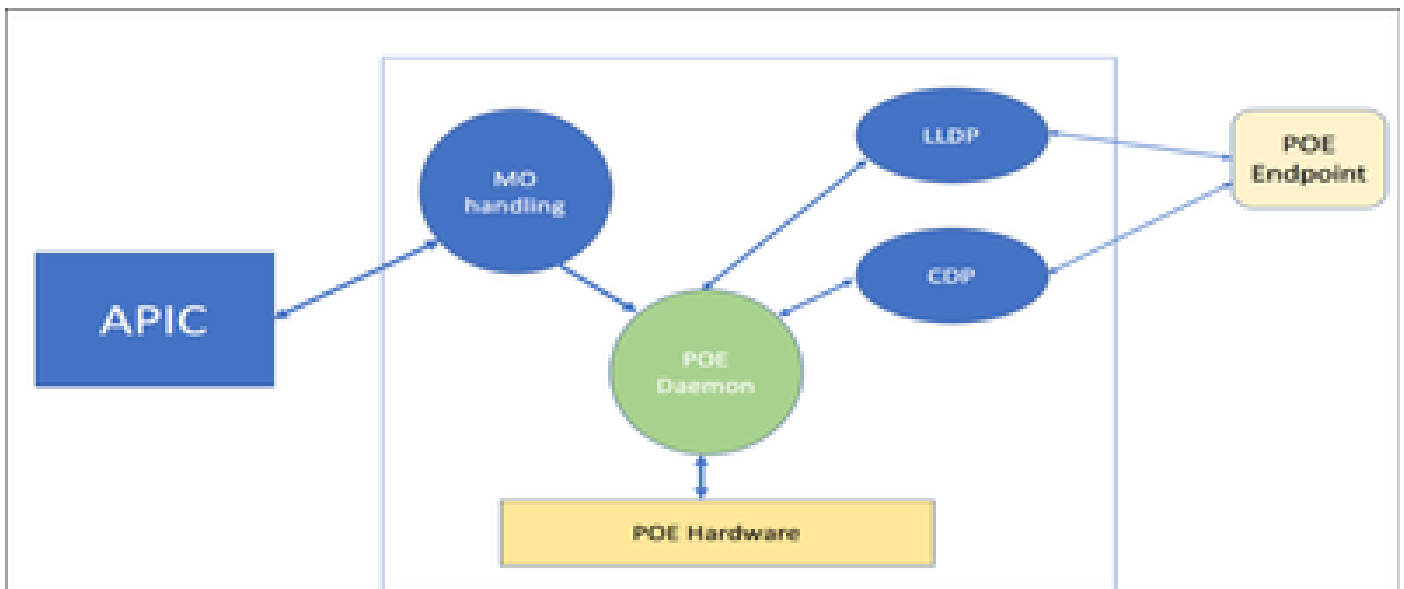 MO
handling
LLDP
POE
Endpoint
CDP
APIC
POE
Daemon
POE Hardware